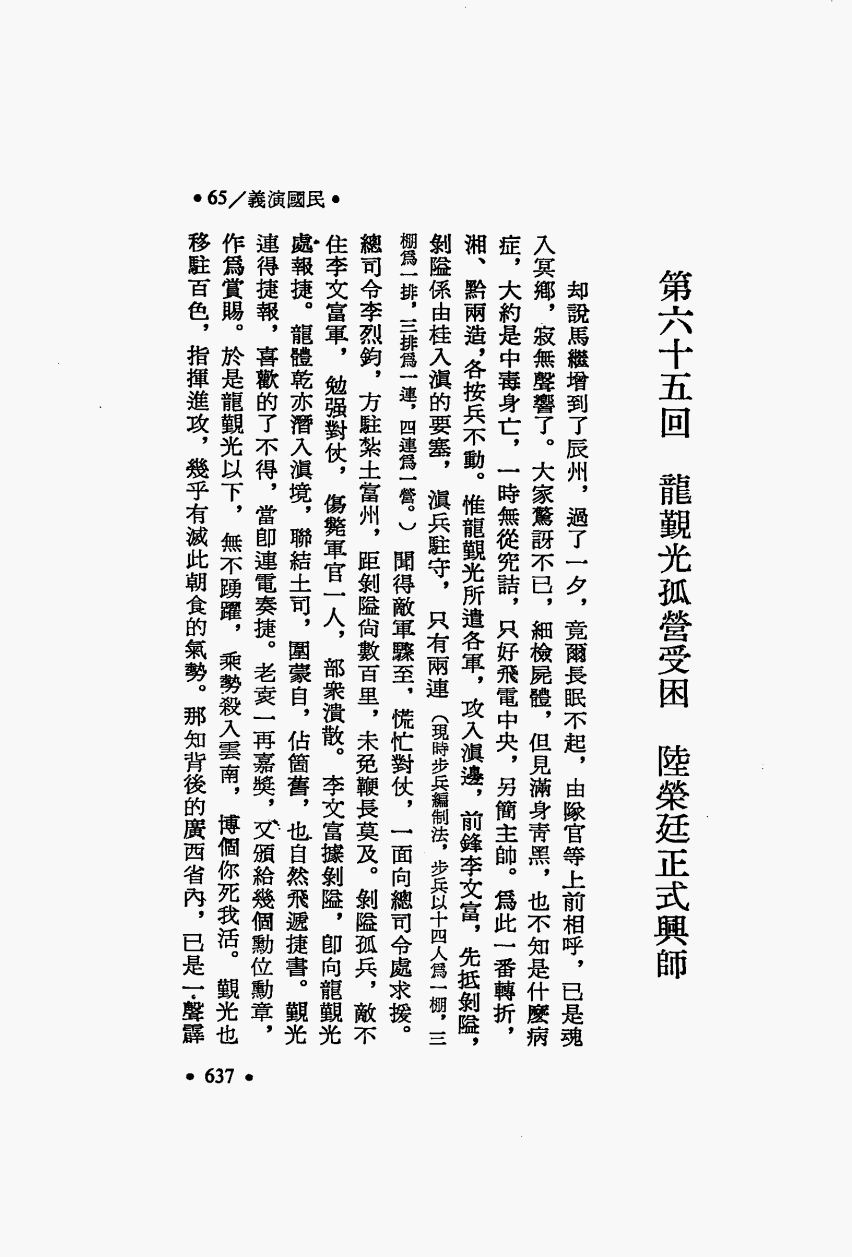 •65/義演國民•
第六十五回　龍觐光孤營受困　陸榮廷正式興師
却說馬繼增到了辰州，過了一夕，竟爾長眠不起，由隊官等上前相呼，已是魂
入冥鄉，寂無聲響了。大家驚訝不已，細檢屍體，但見滿身青黑，也不知是什麼病
症，大約是中毒身亡，一時無從究詰，只好飛電中央，另簡主帥。爲此一番轉折，
湘、黔兩造，各按兵不動。惟龍覲光所遣各軍，攻入滇邊，前鋒李文富，先抵剝隘，
剝隘係由桂入滇的要塞，滇兵駐守，只有兩連（現時步兵編制法，步兵以十四人爲一棚，三
棚爲一排，三排爲一連，四連爲一營。）聞得敵軍驟至，慌忙對仗，一面向總司令處求援。
總司令李烈鈞，方駐紮土富州，距剝隘尙數百里，未免鞭長莫及。剝隘孤兵，敵不
住李文富軍，勉强對仗，傷斃軍官一人，部衆潰散。李文富據剝隘，卽向龍覲光
處報捷。龍體乾亦潛入滇境，聯結土司，圍蒙自，佔箇舊，也自然飛遞捷書。覲光
連得捷報，喜歡的了不得，當卽連電奏捷。老袁一再嘉獎，又頒給幾個勳位勳章，
作爲賞賜。於是龍覲光以下，無不踴躍，乘勢殺入雲南，博個你死我活。覲光也
移駐百色，指揮進攻，幾乎有滅此朝食的氣勢。那知背後的廣西省內，已是一聲霹
•637•